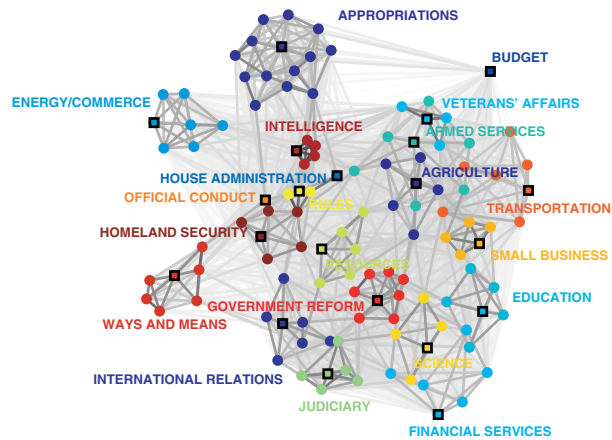 APPROPRIATIONS
BUDGET
ENERGY/COMMERCE
VETERANS' AFFAIRS
INTELLIGENCE
ARMED SERVICES
HOUSE ADMINISTRATION
AGRICULTURE
OFFICIAL CONDUCT
RULES
TRANSPORTATION
HOMELAND SECURITY
RESOURCES
SMALL BUSINESS
GOVERNMENT REFORM
EDUCATION
WAYS AND MEANS
SCIENCE
INTERNATIONAL RELATIONS
JUDICIARY
FINANCIAL SERVICES